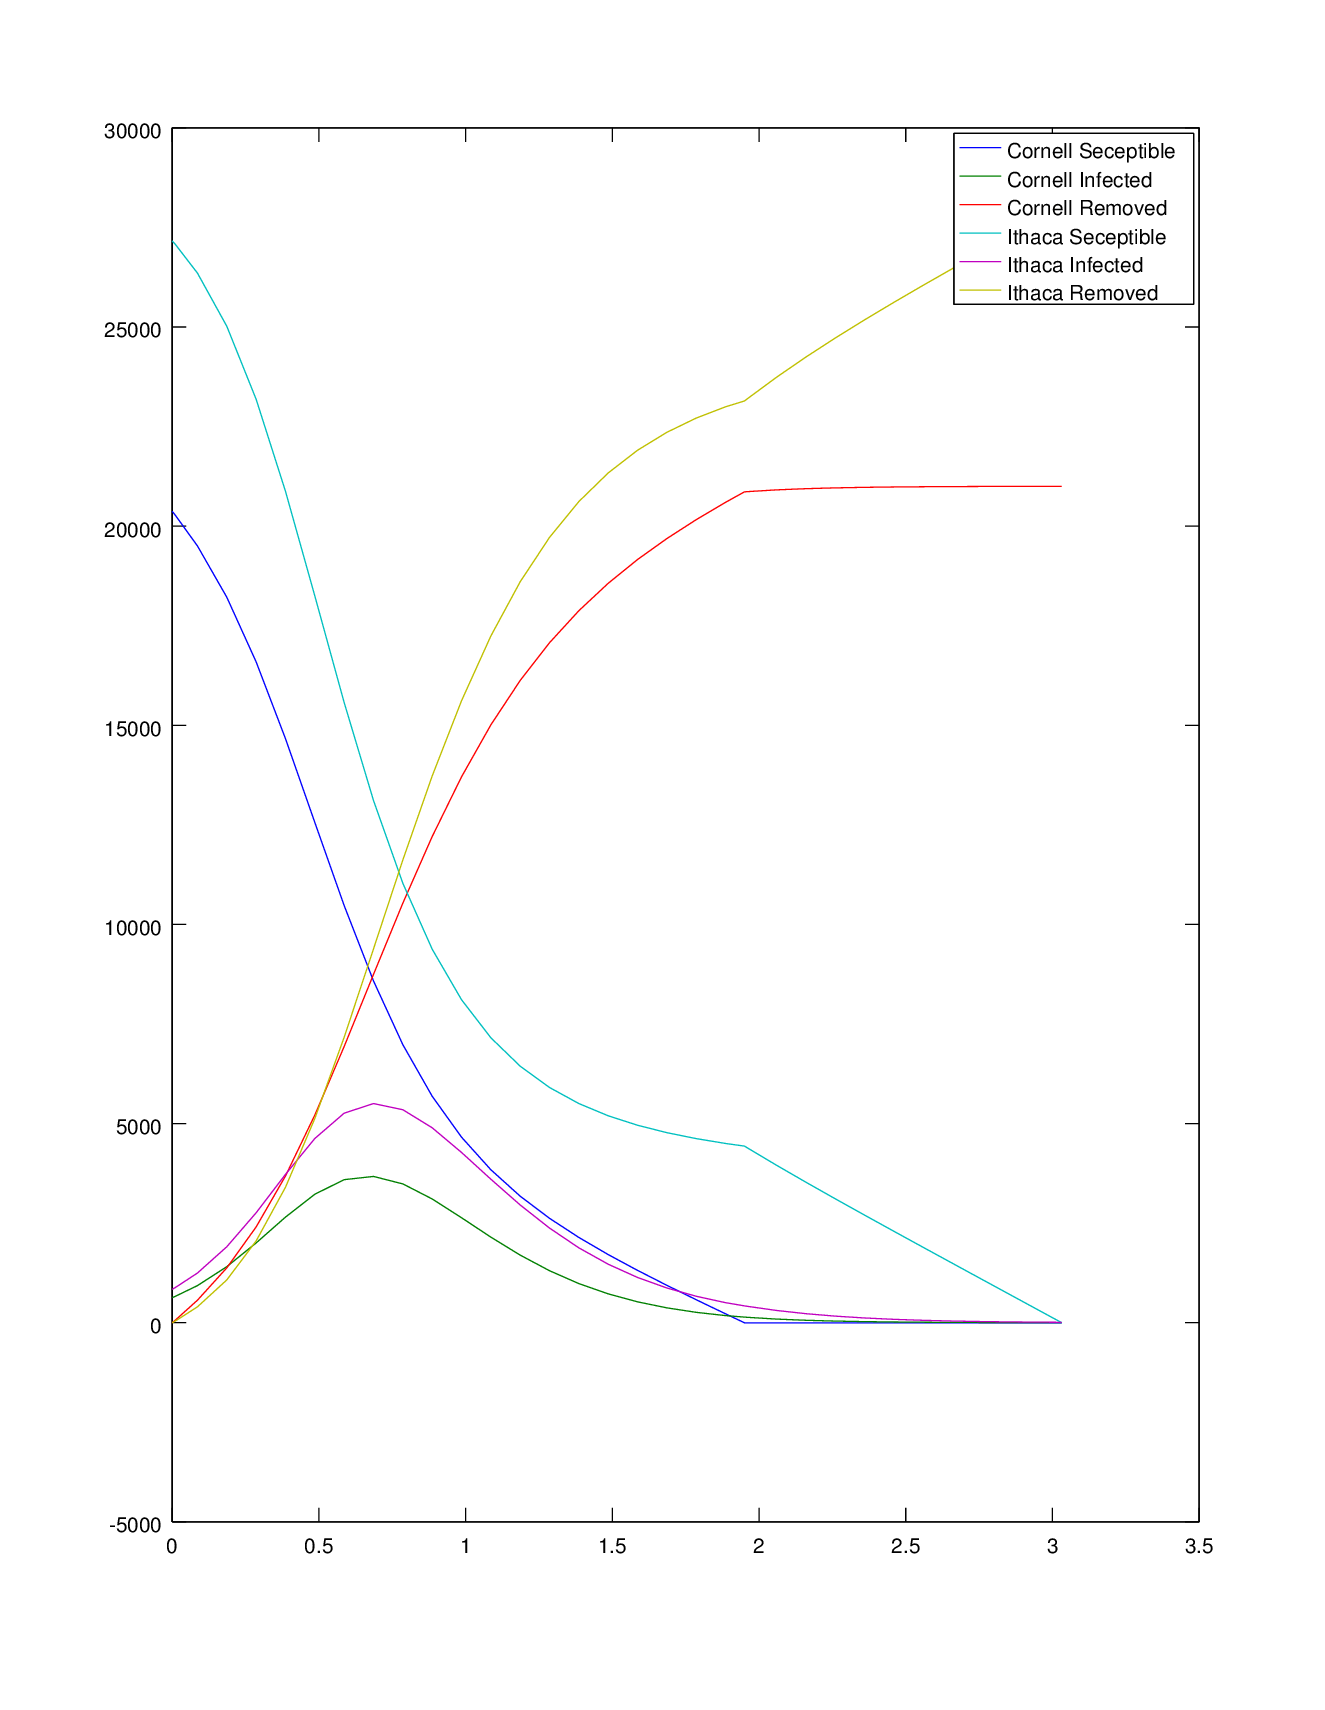 30000
25000
20000
15000
10000
5000
0
-5000
0 0.5 1 1.5 2 2.5 3 3.5
Cornell Seceptible
Cornell Infected
Cornell Removed
Ithaca Seceptible
Ithaca Infected
Ithaca Removed